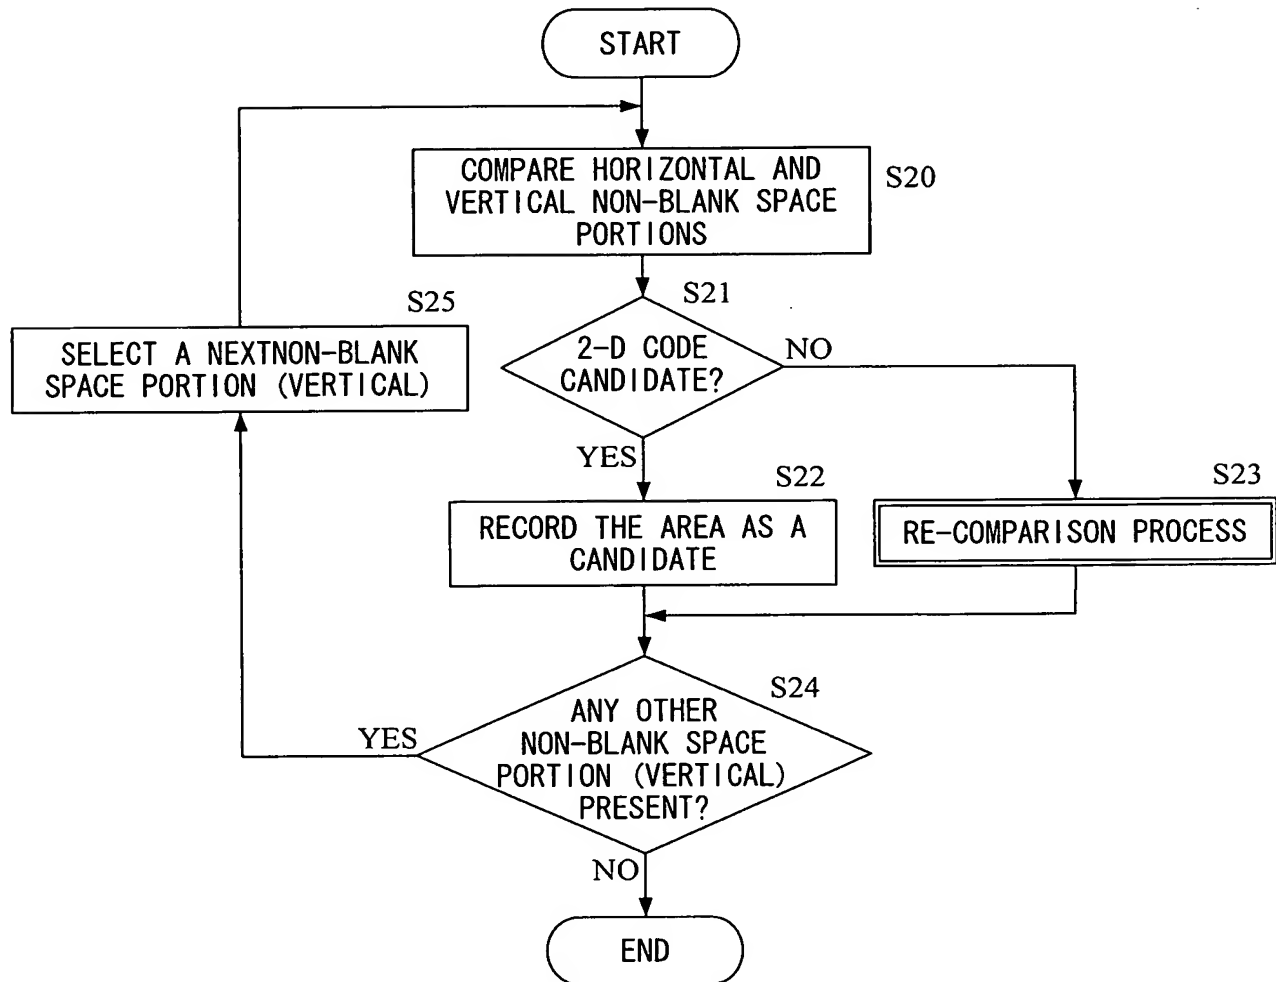 START
COMPARE HORIZONTAL AND
VERTICAL NON-BLANK SPACE
PORTIONS
S20
S25
SELECT A NEXTNON-BLANK
SPACE PORTION (VERTICAL)
S21
2-D CODE
CANDIDATE?
NO
YES
S22
RECORD THE AREA AS A
CANDIDATE
S23
RE-COMPARISON PROCESS
S24
ANY OTHER
NON-BLANK SPACE
PORTION (VERTICAL)
PRESENT?
YES
NO
END